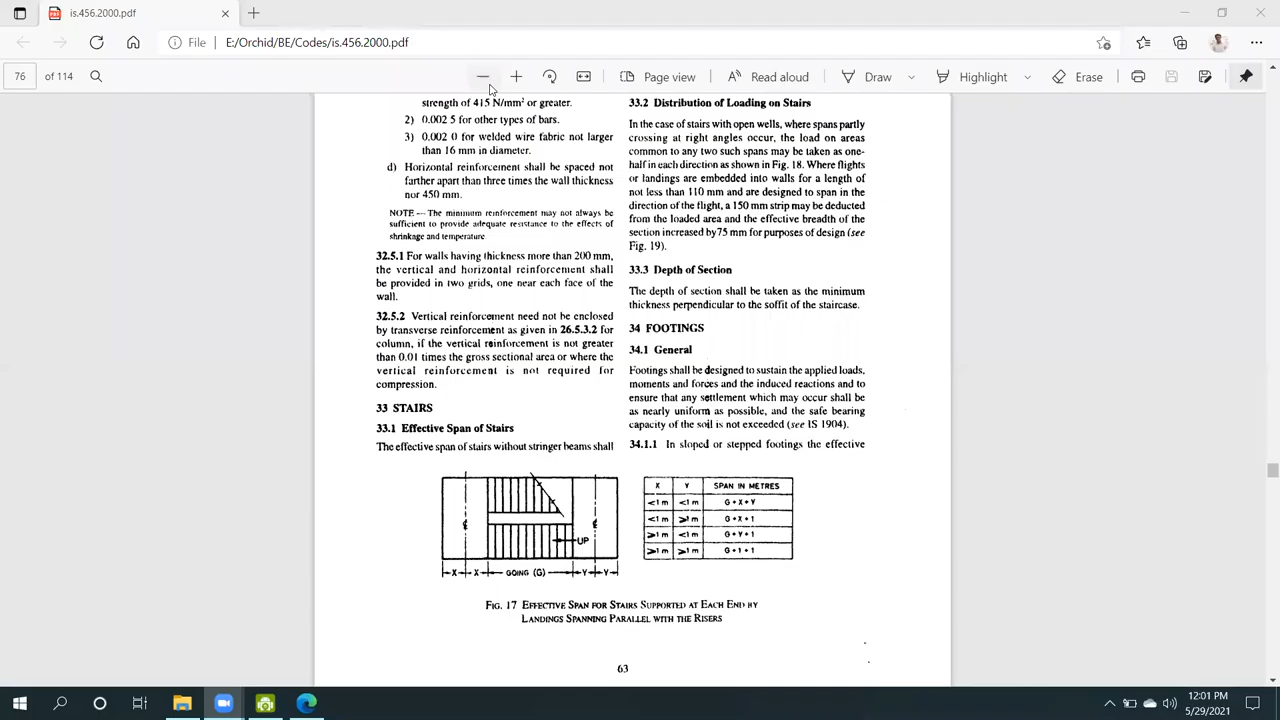 is.456.2000.pdf
File
E:/Orchid/BE/Codes/is.456.2000.pdf
76 of 114
Page view
Read aloud
Draw
Highlight
Erase
strength of 415 N/mm² or greater.
2) 0.002 5 for other types of bars.
3) 0.002 0 for welded wire fabric not larger
than 16 mm in diameter.
d) Horizontal reinforcement shall be spaced not
farther apart than three times the wall thickness
nor 450 mm.
NOTE — The minimum reinforcement may not always be
sufficient to provide adequate resistance to the effects of
shrinkage and temperature.
32.5.1 For walls having thickness more than 200 mm,
the vertical and horizontal reinforcement shall
be provided in two grids, one near each face of the
wall.
32.5.2 Vertical reinforcement need not be enclosed
by transverse reinforcement as given in 26.5.3.2 for
column, if the vertical reinforcement is not greater
than 0.01 times the gross sectional area or where the
vertical reinforcement is not required for
compression.
33 STAIRS
33.1 Effective Span of Stairs
The effective span of stairs without stringer beams shall
33.2 Distribution of Loading on Stairs
In the case of stairs with open wells, where spans partly
crossing at right angles occur, the load on areas
common to any two such spans may be taken as one-
half in each direction as shown in Fig. 18. Where flights
or landings are embedded into walls for a length of
not less than 110 mm and are designed to span in the
direction of the flight, a 150 mm strip may be deducted
from the loaded area and the effective breadth of the
section increased by 75 mm for purposes of design (see
Fig. 19).
33.3 Depth of Section
The depth of section shall be taken as the minimum
thickness perpendicular to the soffit of the staircase.
34 FOOTINGS
34.1 General
Footings shall be designed to sustain the applied loads,
moments and forces and the induced reactions and to
ensure that any settlement which may occur shall be
as nearly uniform as possible, and the safe bearing
capacity of the soil is not exceeded (see IS 1904).
34.1.1 In sloped or stepped footings the effective
UP
X X GOING (G) Y Y
X Y SPAN IN METRES
<1 m <1 m G+X+Y
<1 m ⩾1 m G+X+1
⩾1 m <1 m G+Y+1
⩾1 m ⩾1 m G+1+1
FIG. 17 EFFECTIVE SPAN FOR STAIRS SUPPORTED AT EACH END BY
LANDINGS SPANNING PARALLEL WITH THE RISERS
63
12:01 PM
5/29/2021